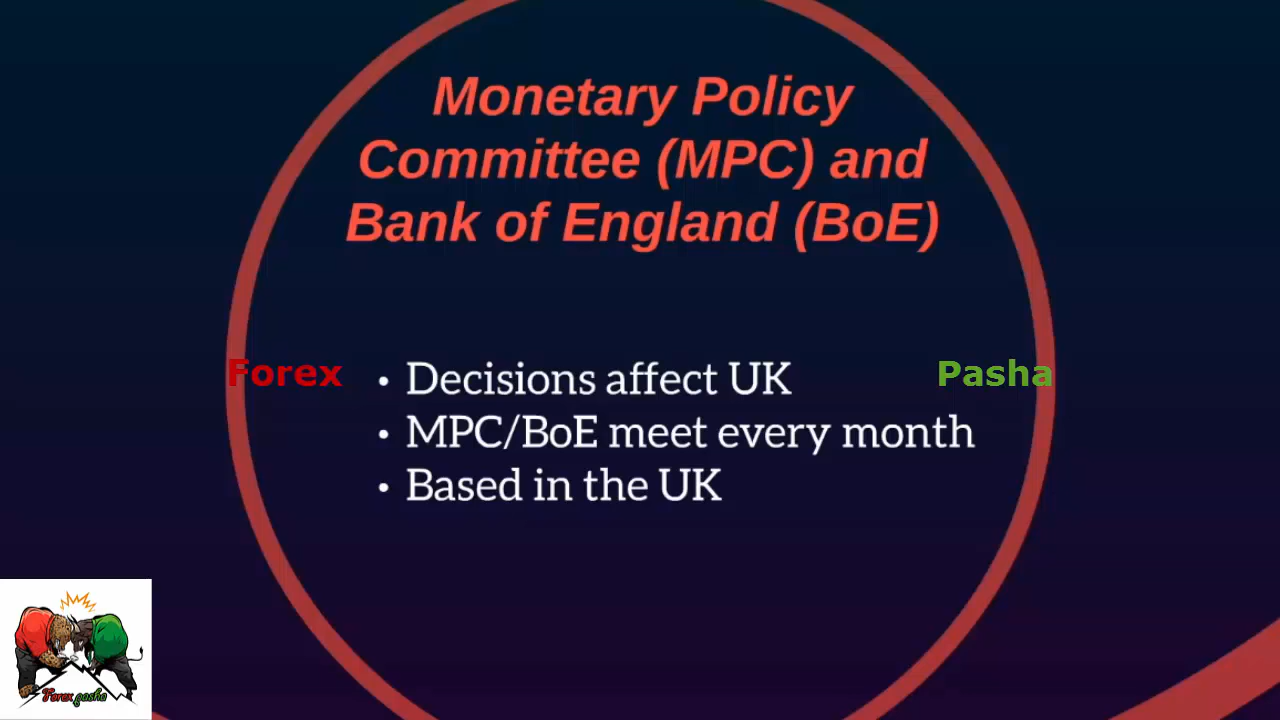 Monetary Policy
Committee (MPC) and
Bank of England (BoE)
Forex
Pasha
• Decisions affect UK
• MPC/BoE meet every month
• Based in the UK
Forex pasha